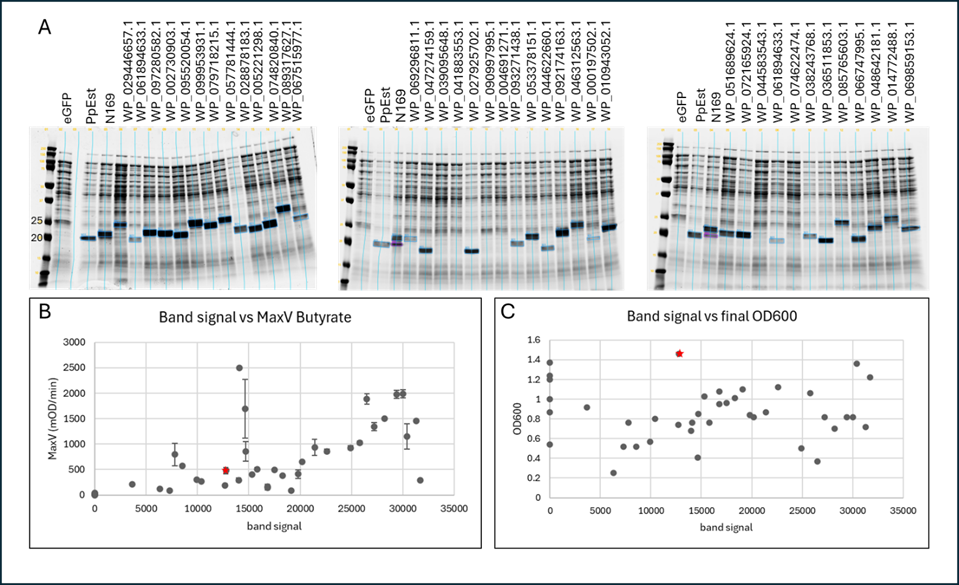 A
eGFP
PpEst
N169
WP_029446657.1
WP_061894633.1
WP_097280582.1
WP_002730903.1
WP_095520054.1
WP_099953931.1
WP_079718215.1
WP_057781444.1
WP_028878183.1
WP_005221298.1
WP_074820840.1
WP_089317627.1
WP_067515977.1
eGFP
PpEst
N169
WP_069296811.1
WP_047274159.1
WP_039095648.1
WP_041883553.1
WP_027925702.1
WP_000997995.1
WP_004691271.1
WP_093271438.1
WP_053378151.1
WP_044622660.1
WP_092174163.1
WP_046312563.1
WP_000197502.1
WP_010943052.1
eGFP
PpEst
N169
WP_051689624.1
WP_072165924.1
WP_044583543.1
WP_061894633.1
WP_074622474.1
WP_038243768.1
WP_036511853.1
WP_085765603.1
WP_066747995.1
WP_048642181.1
WP_014772488.1
WP_069859153.1
25
20
B
Band signal vs MaxV Butyrate
MaxV (mOD/min)
3000
2500
2000
1500
1000
500
0
0 5000 10000 15000 20000 25000 30000 35000
band signal
C
Band signal vs final OD600
OD600
1.6
1.4
1.2
1
0.8
0.6
0.4
0.2
0
0 5000 10000 15000 20000 25000 30000 35000
band signal